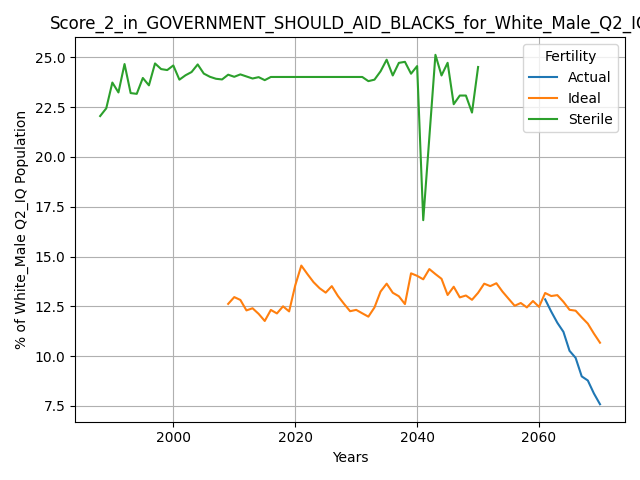 Score_2_in_GOVERNMENT_SHOULD_AID_BLACKS_for_White_Male_Q2_IQ
Fertility
Actual
Ideal
Sterile
% of White_Male Q2_IQ Population
25.0
22.5
20.0
17.5
15.0
12.5
10.0
7.5
2000
2020
2040
2060
Years